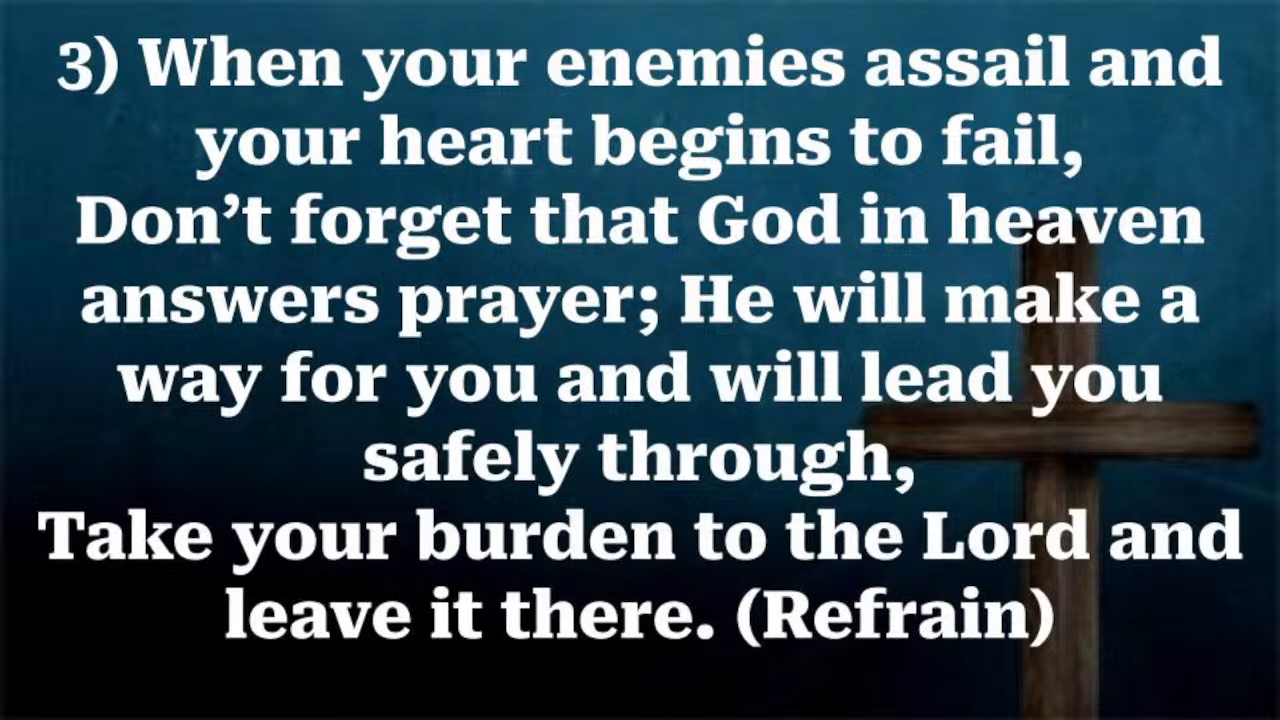 3) When your enemies assail and
your heart begins to fail,
Don’t forget that God in heaven
answers prayer; He will make a
way for you and will lead you
safely through,
Take your burden to the Lord and
leave it there. (Refrain)